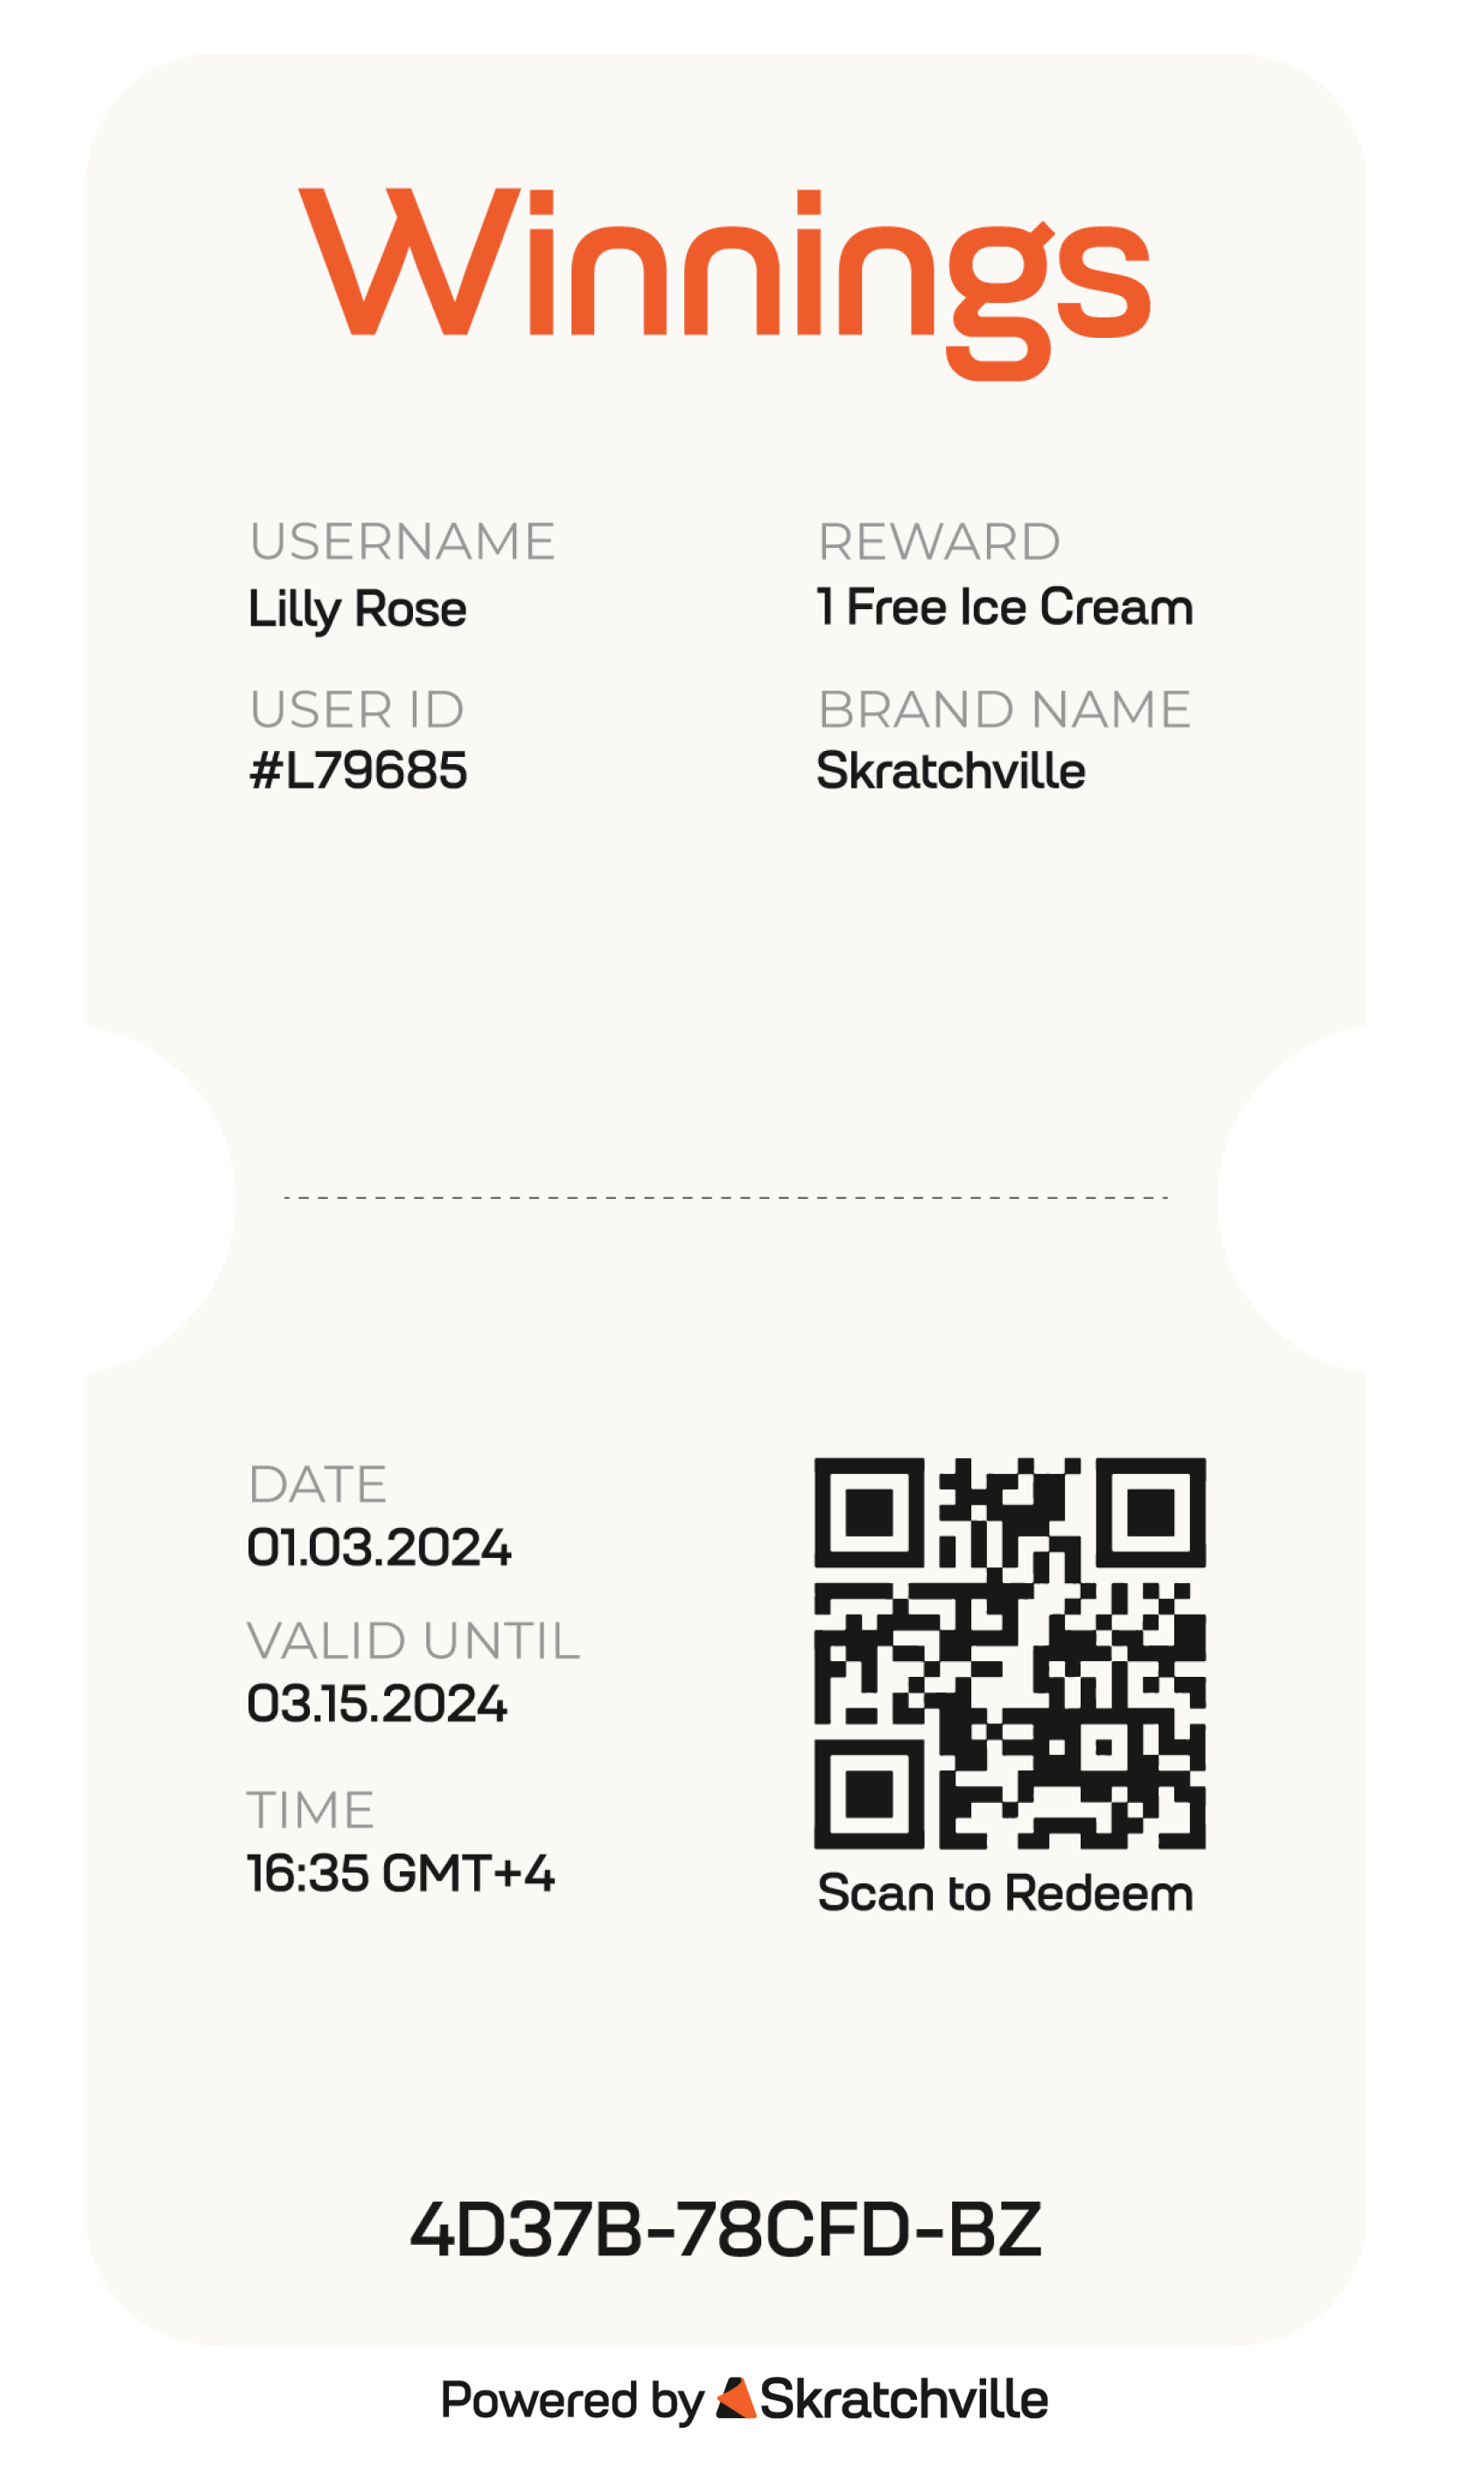 Winnings
USERNAME
Lilly Rose
REWARD
1 Free Ice Cream
USER ID
#L79685
BRAND NAME
Skratchville
DATE
01.03.2024
VALID UNTIL
03.15.2024
TIME
16:35 GMT+4
Scan to Redeem
4D37B-78CFD-BZ
Powered by Skratchville